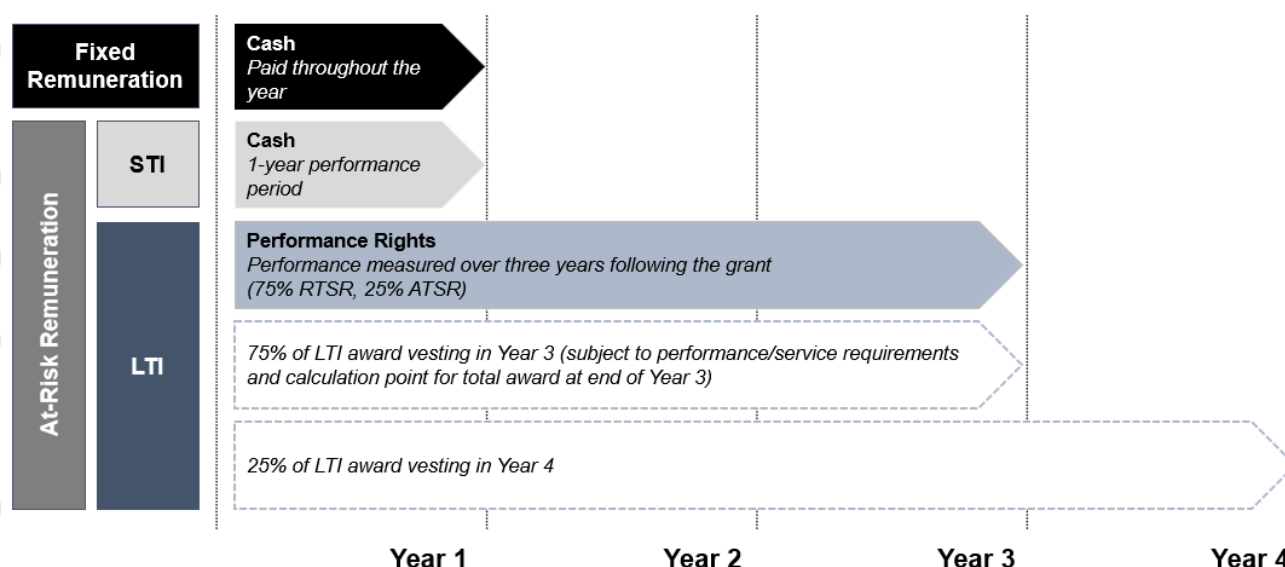 Fixed
Remuneration
Cash
Paid throughout the
year
At-Risk Remuneration
STI
Cash
1-year performance
period
LTI
Performance Rights
Performance measured over three years following the grant
(75% RTSR, 25% ATSR)
75% of LTI award vesting in Year 3 (subject to performance/service requirements
and calculation point for total award at end of Year 3)
25% of LTI award vesting in Year 4
Year 1
Year 2
Year 3
Year 4